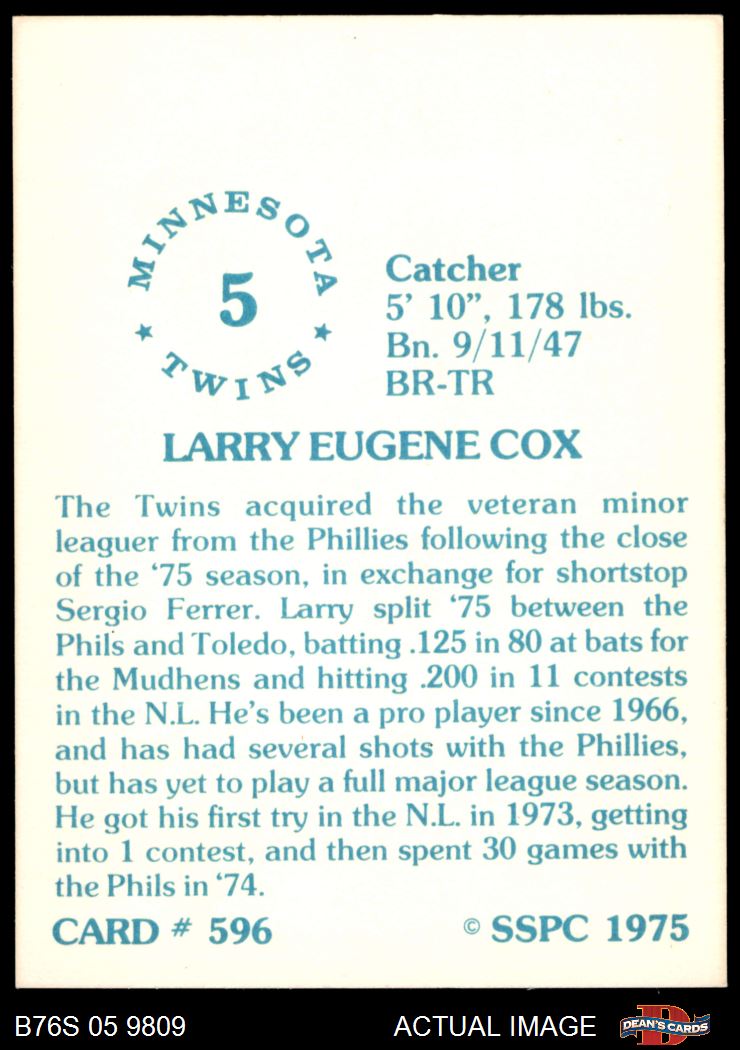 MINNESOTA
5
★ TWINS ★
Catcher
5' 10", 178 lbs.
Bn. 9/11/47
BR-TR
LARRY EUGENE COX
The Twins acquired the veteran minor
leaguer from the Phillies following the close
of the '75 season, in exchange for shortstop
Sergio Ferrer. Larry split '75 between the
Phils and Toledo, batting .125 in 80 at bats for
the Mudhens and hitting .200 in 11 contests
in the N.L. He's been a pro player since 1966,
and has had several shots with the Phillies,
but has yet to play a full major league season.
He got his first try in the N.L. in 1973, getting
into 1 contest, and then spent 30 games with
the Phils in '74.
CARD # 596 © SSPC 1975
B76S 05 9809 ACTUAL IMAGE D DEAN'S CARDS